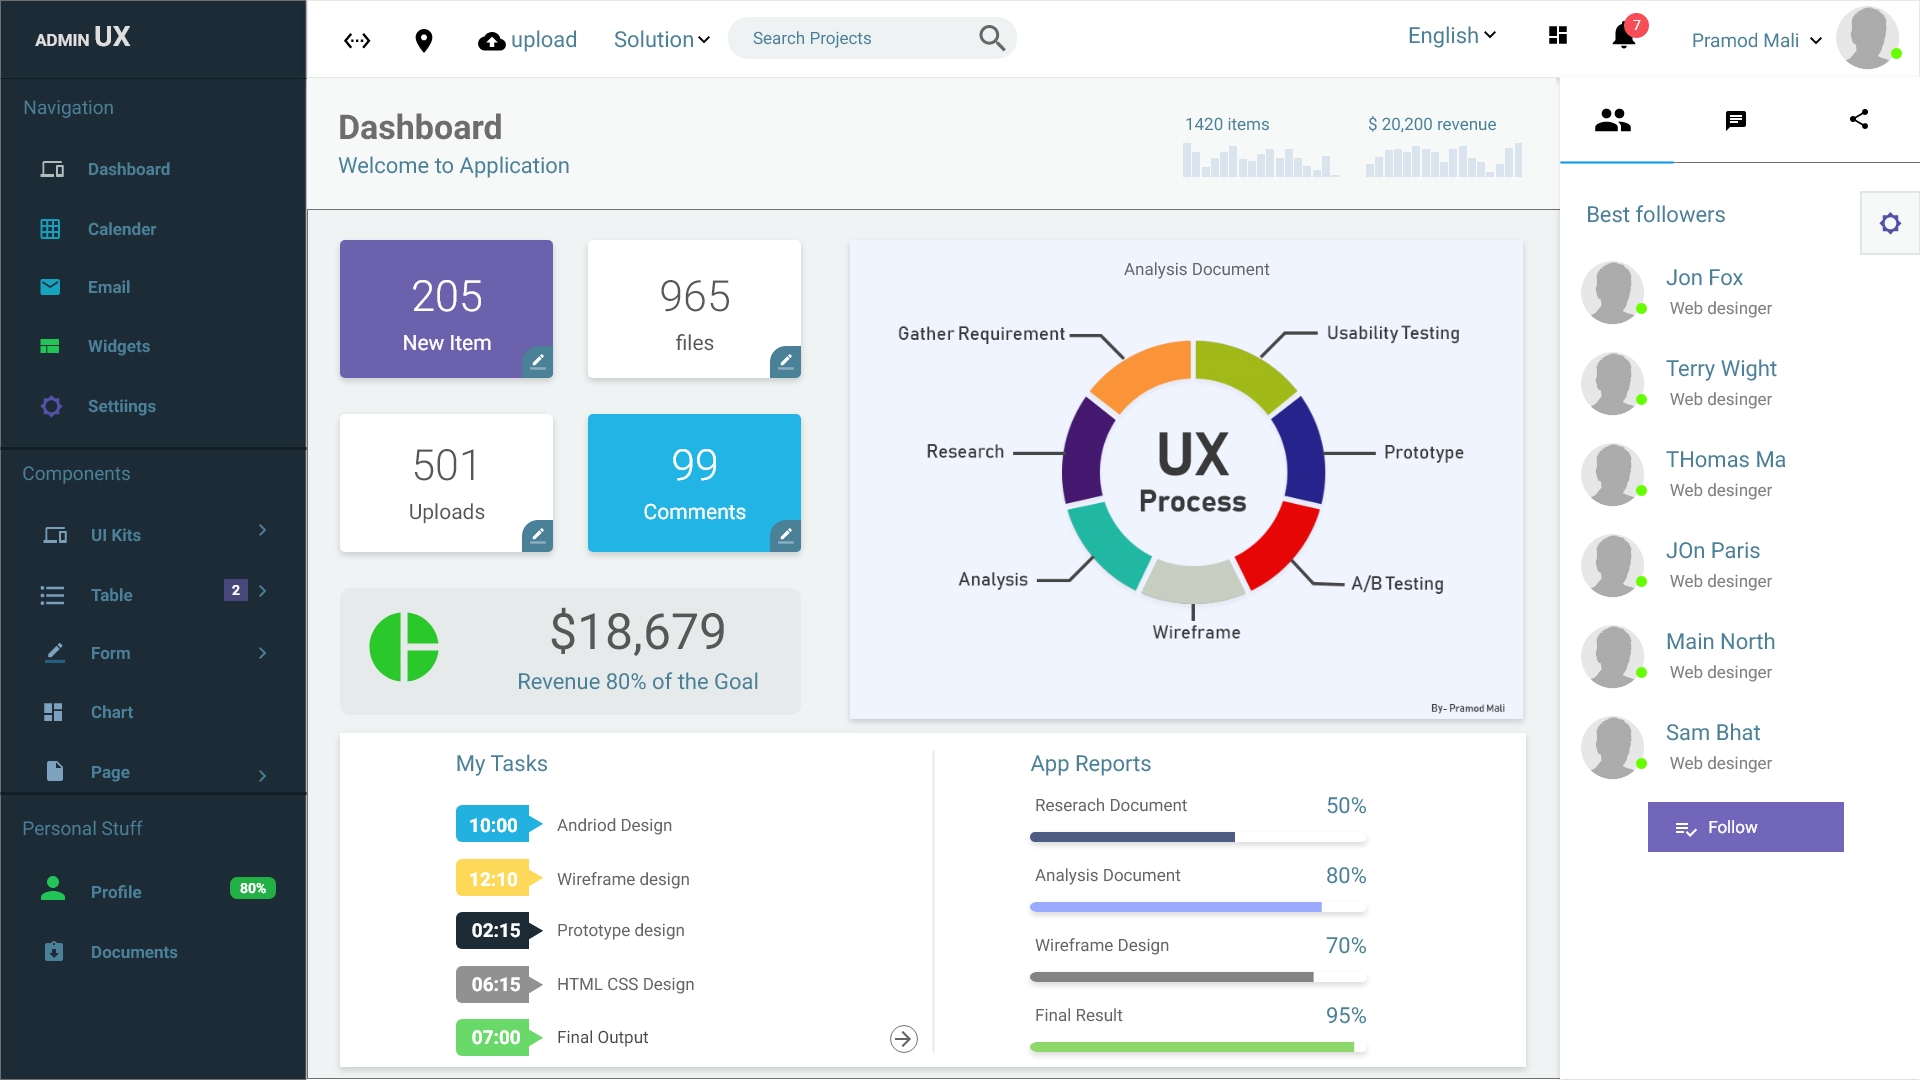 ADMIN UX
Navigation
Dashboard
Calender
Email
Widgets
Settiings
Components
UI Kits
Table
2
Form
Chart
Page
Personal Stuff
Profile
80%
Documents
upload
Solution
Search Projects
English
7
Pramod Mali
Dashboard
Welcome to Application
1420 items
$ 20,200 revenue
205
New Item
965
files
501
Uploads
99
Comments
$18,679
Revenue 80% of the Goal
Analysis Document
Gather Requirement
Usability Testing
Research
Prototype
UX
Process
Analysis
A/B Testing
Wireframe
By- Pramod Mali
My Tasks
10:00 Andriod Design
12:10 Wireframe design
02:15 Prototype design
06:15 HTML CSS Design
07:00 Final Output
App Reports
Reserach Document 50%
Analysis Document 80%
Wireframe Design 70%
Final Result 95%
Best followers
Jon Fox
Web desinger
Terry Wight
Web desinger
THomas Ma
Web desinger
JOn Paris
Web desinger
Main North
Web desinger
Sam Bhat
Web desinger
Follow